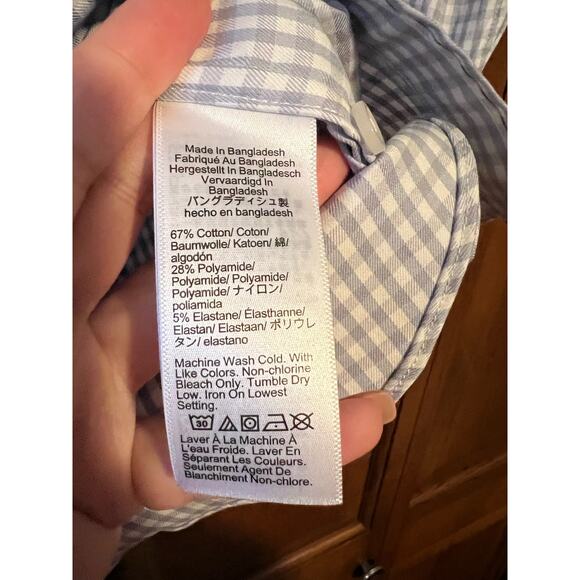 Made In Bangladesh
Fabriqué Au Bangladesh
Hergestellt In Bangladesch
Vervaardigd In
Bangladesh
バングラディシュ製
hecho en bangladesh
67% Cotton/ Coton/
Baumwolle/ Katoen/ 綿/
algodón
28% Polyamide/
Polyamide/ Polyamide/
Polyamide/ ナイロン/
poliamida
5% Elastane/ Élasthanne/
Elastan/ Elastaan/ ポリウレ
タン/ elastano
Machine Wash Cold. With
Like Colors. Non-chlorine
Bleach Only. Tumble Dry
Low. Iron On Lowest
Setting.
30
Laver À La Machine À
L'eau Froide. Laver En
Séparant Les Couleurs.
Seulement Agent De
Blanchiment Non-chlore.